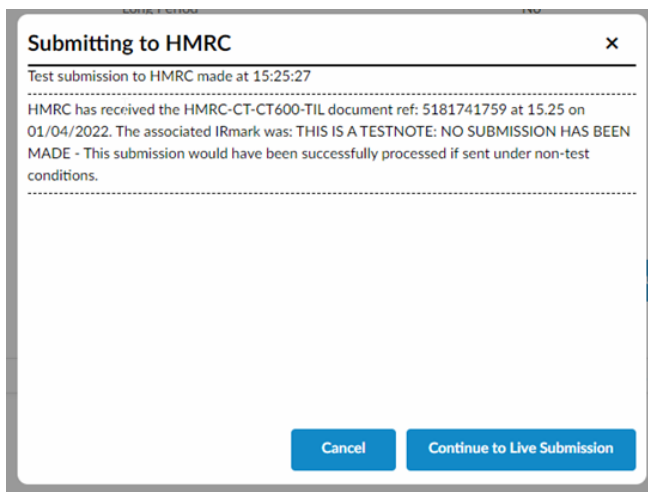 Long Period No
Submitting to HMRC ×
Test submission to HMRC made at 15:25:27
HMRC has received the HMRC-CT-CT600-TIL document ref: 5181741759 at 15.25 on
01/04/2022. The associated IRmark was: THIS IS A TESTNOTE: NO SUBMISSION HAS BEEN
MADE - This submission would have been successfully processed if sent under non-test
conditions.
Cancel Continue to Live Submission